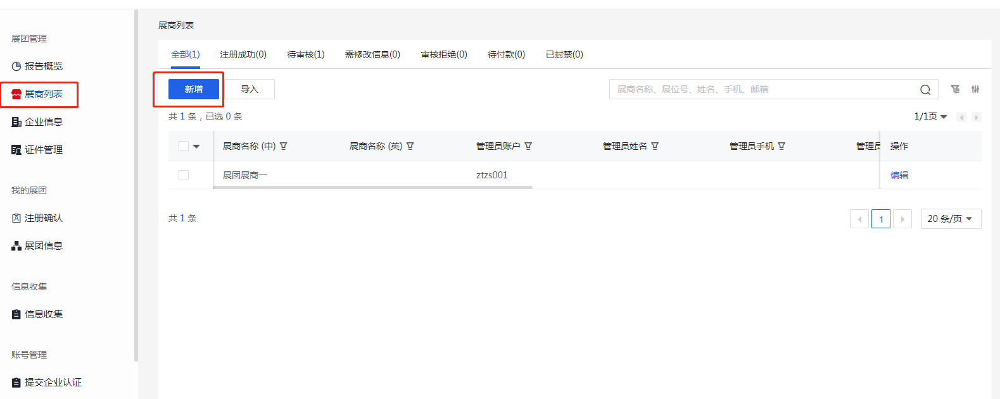 展团管理
报告概览
展商列表
企业信息
证件管理
我的展团
注册确认
展团信息
信息收集
信息收集
账号管理
提交企业认证
展商列表
全部(1) 注册成功(0) 待审核(1) 需修改信息(0) 审核拒绝(0) 待付款(0) 已封禁(0)
新增 导入 展商名称、展位号、姓名、手机、邮箱
共 1 条，已选 0 条 1/1页
展商名称 (中) 展商名称 (英) 管理员账户 管理员姓名 管理员手机 管理员 操作
展团展商一 ztzs001 编辑
共 1 条 1 20 条/页